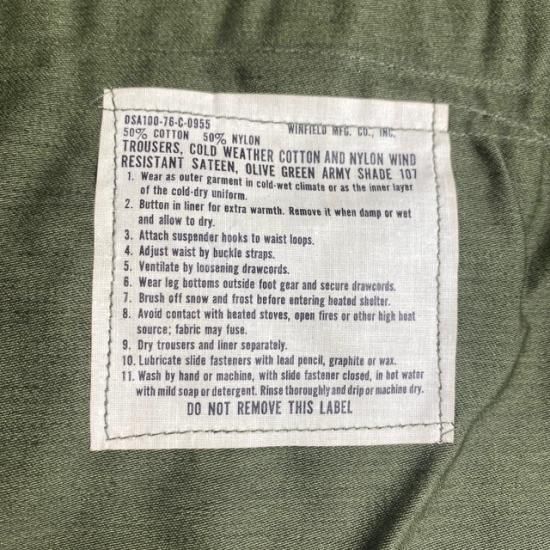 DSA100-76-C-0955 WINFIELD MFG. CO., INC.
50% COTTON 50% NYLON
TROUSERS, COLD WEATHER COTTON AND NYLON WIND
RESISTANT SATEEN, OLIVE GREEN ARMY SHADE 107
1. Wear as outer garment in cold-wet climate or as the inner layer
of the cold-dry uniform.
2. Button in liner for extra warmth. Remove it when damp or wet
and allow to dry.
3. Attach suspender hooks to waist loops.
4. Adjust waist by buckle straps.
5. Ventilate by loosening drawcords.
6. Wear leg bottoms outside foot gear and secure drawcords.
7. Brush off snow and frost before entering heated shelter.
8. Avoid contact with heated stoves, open fires or other high heat
source; fabric may fuse.
9. Dry trousers and liner separately.
10. Lubricate slide fasteners with lead pencil, graphite or wax.
11. Wash by hand or machine, with slide fastener closed, in hot water
with mild soap or detergent. Rinse thoroughly and drip or machine dry.
DO NOT REMOVE THIS LABEL